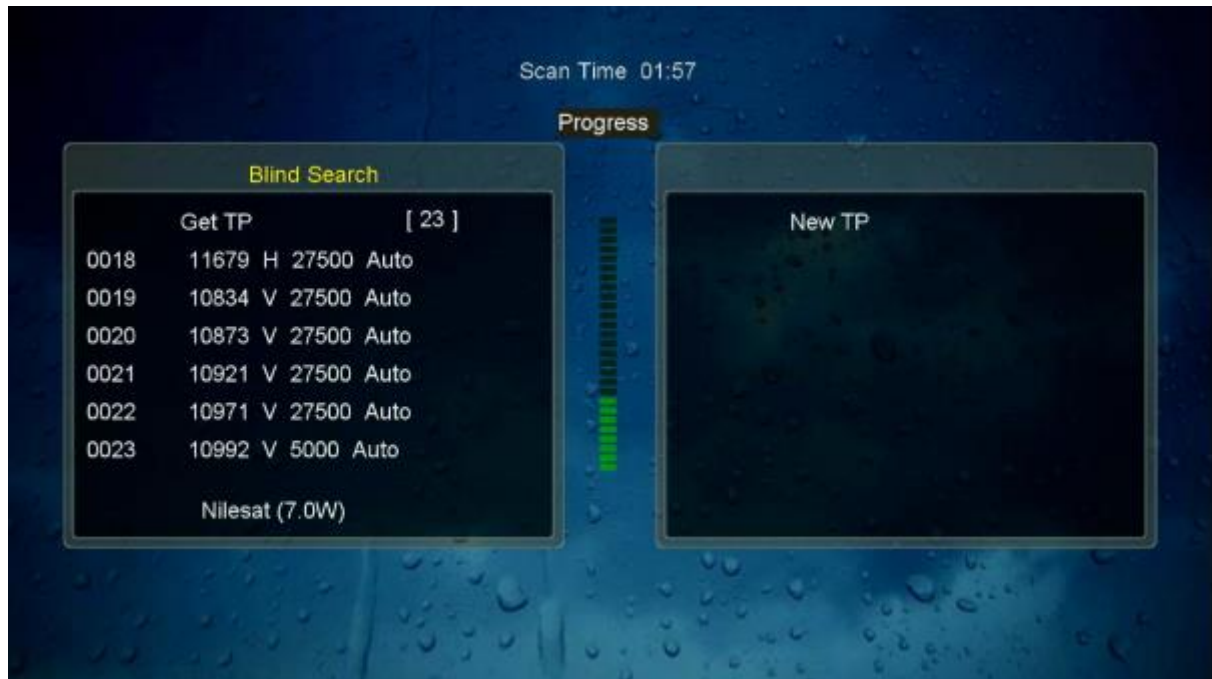 Scan Time 01:57
Progress
Blind Search
Get TP [ 23 ]
0018 11679 H 27500 Auto
0019 10834 V 27500 Auto
0020 10873 V 27500 Auto
0021 10921 V 27500 Auto
0022 10971 V 27500 Auto
0023 10992 V 5000 Auto
Nilesat (7.0W)
New TP